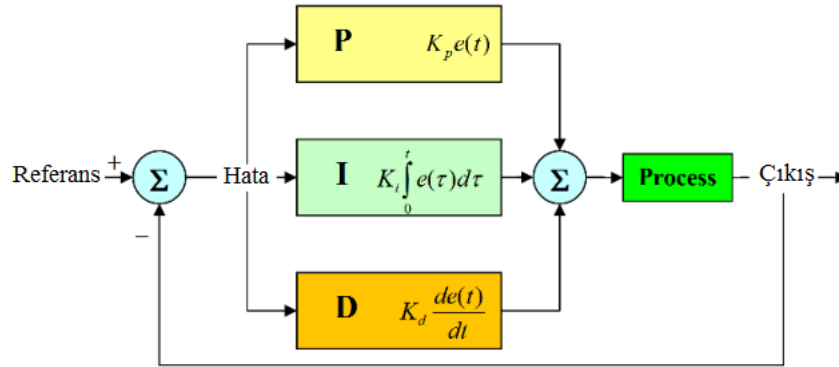 P K_p e(t)
Referans + Σ Hata I K_i ∫_0^t e(τ)dτ Σ Process Çıkış
−
D K_d de(t)/dt